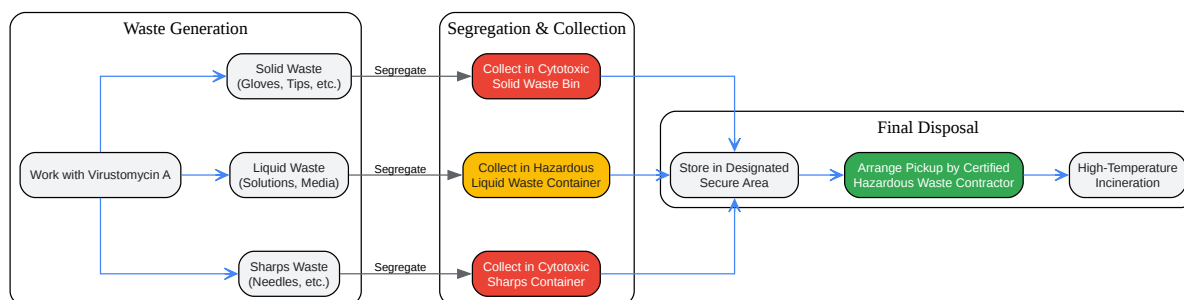 Waste Generation
Segregation & Collection
Solid Waste
(Gloves, Tips, etc.)
Segregate
Collect in Cytotoxic
Solid Waste Bin
Final Disposal
Work with Virustomycin A
Liquid Waste
(Solutions, Media)
Segregate
Collect in Hazardous
Liquid Waste Container
Store in Designated
Secure Area
Arrange Pickup by Certified
Hazardous Waste Contractor
High-Temperature
Incineration
Sharps Waste
(Needles, etc.)
Segregate
Collect in Cytotoxic
Sharps Container